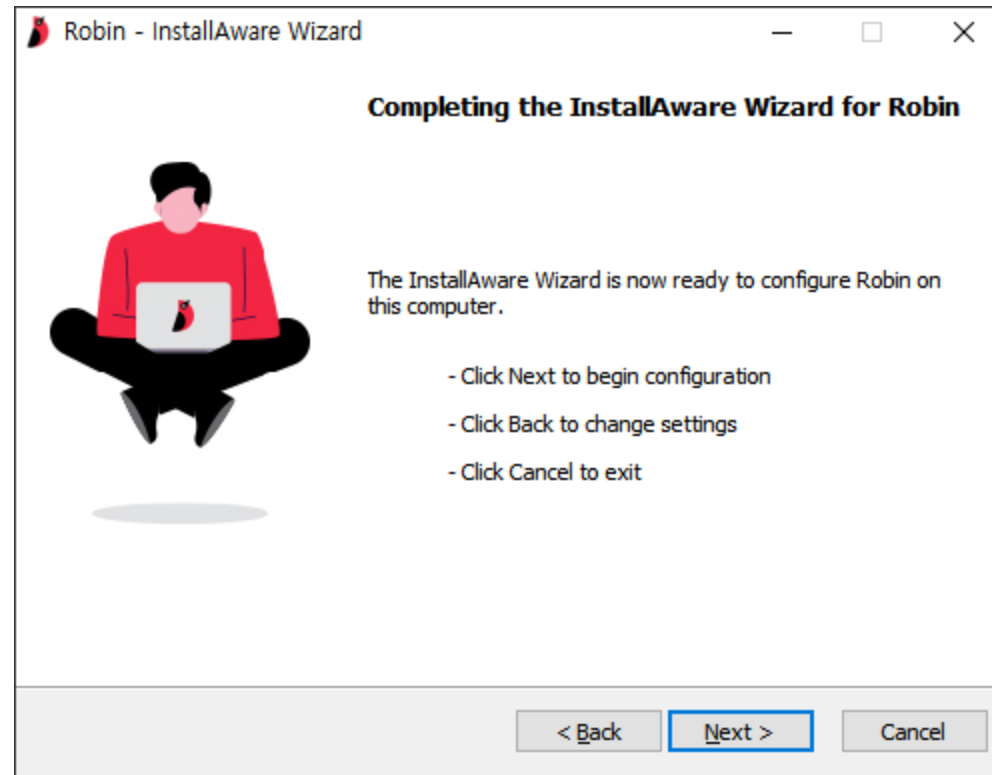 Robin - InstallAware Wizard
Completing the InstallAware Wizard for Robin
The InstallAware Wizard is now ready to configure Robin on
this computer.
- Click Next to begin configuration
- Click Back to change settings
- Click Cancel to exit
< Back
Next >
Cancel